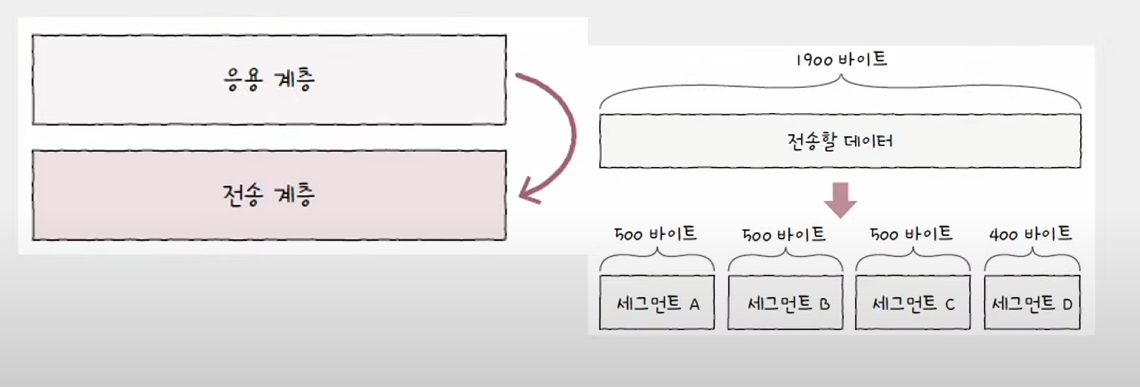 응용 계층
전송 계층
1900 바이트
전송할 데이터
500 바이트 500 바이트 500 바이트 400 바이트
세그먼트 A 세그먼트 B 세그먼트 C 세그먼트 D